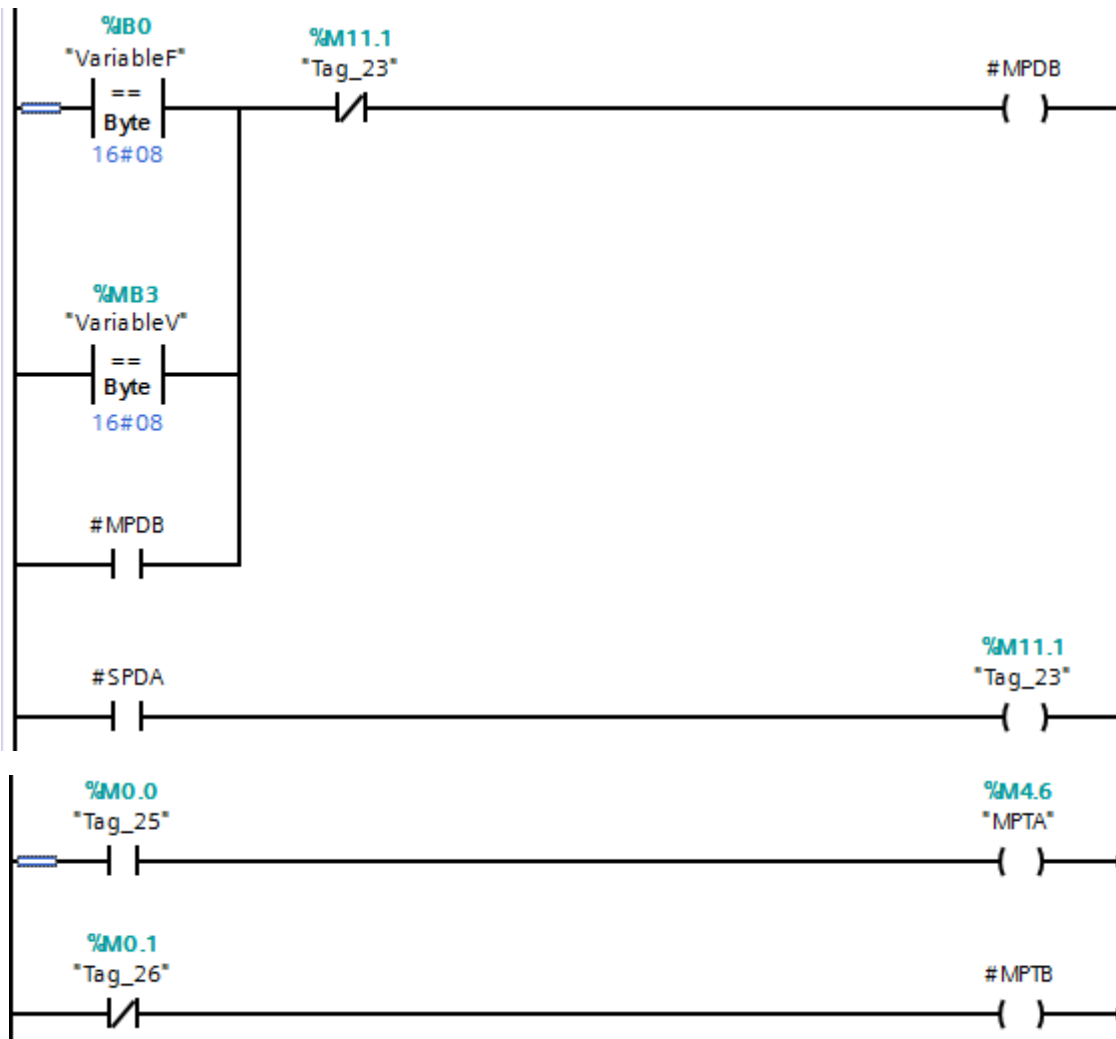 %IB0
"VariableF"
==
Byte
16#08
%M11.1
"Tag_23"
#MPDB
%MB3
"VariableV"
==
Byte
16#08
#MPDB
#SPDA
%M11.1
"Tag_23"
%M0.0
"Tag_25"
%M4.6
"MPTA"
%M0.1
"Tag_26"
#MPTB